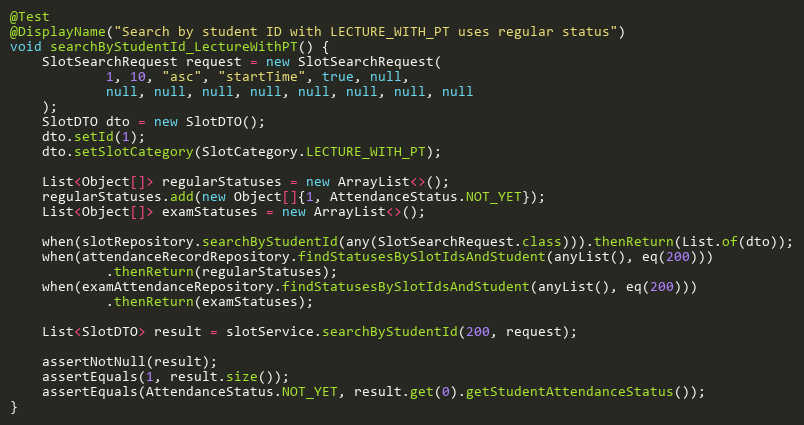 @Test
@DisplayName("Search by student ID with LECTURE_WITH_PT uses regular status")
void searchByStudentId_LectureWithPT() {
    SlotSearchRequest request = new SlotSearchRequest(
            1, 10, "asc", "startTime", true, null,
            null, null, null, null, null, null, null, null
    );
    SlotDTO dto = new SlotDTO();
    dto.setId(1);
    dto.setSlotCategory(SlotCategory.LECTURE_WITH_PT);

    List<Object[]> regularStatuses = new ArrayList<>();
    regularStatuses.add(new Object[]{1, AttendanceStatus.NOT_YET});
    List<Object[]> examStatuses = new ArrayList<>();

    when(slotRepository.searchByStudentId(any(SlotSearchRequest.class))).thenReturn(List.of(dto));
    when(attendanceRecordRepository.findStatusesBySlotIdsAndStudent(anyList(), eq(200)))
            .thenReturn(regularStatuses);
    when(examAttendanceRepository.findStatusesBySlotIdsAndStudent(anyList(), eq(200)))
            .thenReturn(examStatuses);

    List<SlotDTO> result = slotService.searchByStudentId(200, request);

    assertNotNull(result);
    assertEquals(1, result.size());
    assertEquals(AttendanceStatus.NOT_YET, result.get(0).getStudentAttendanceStatus());
}